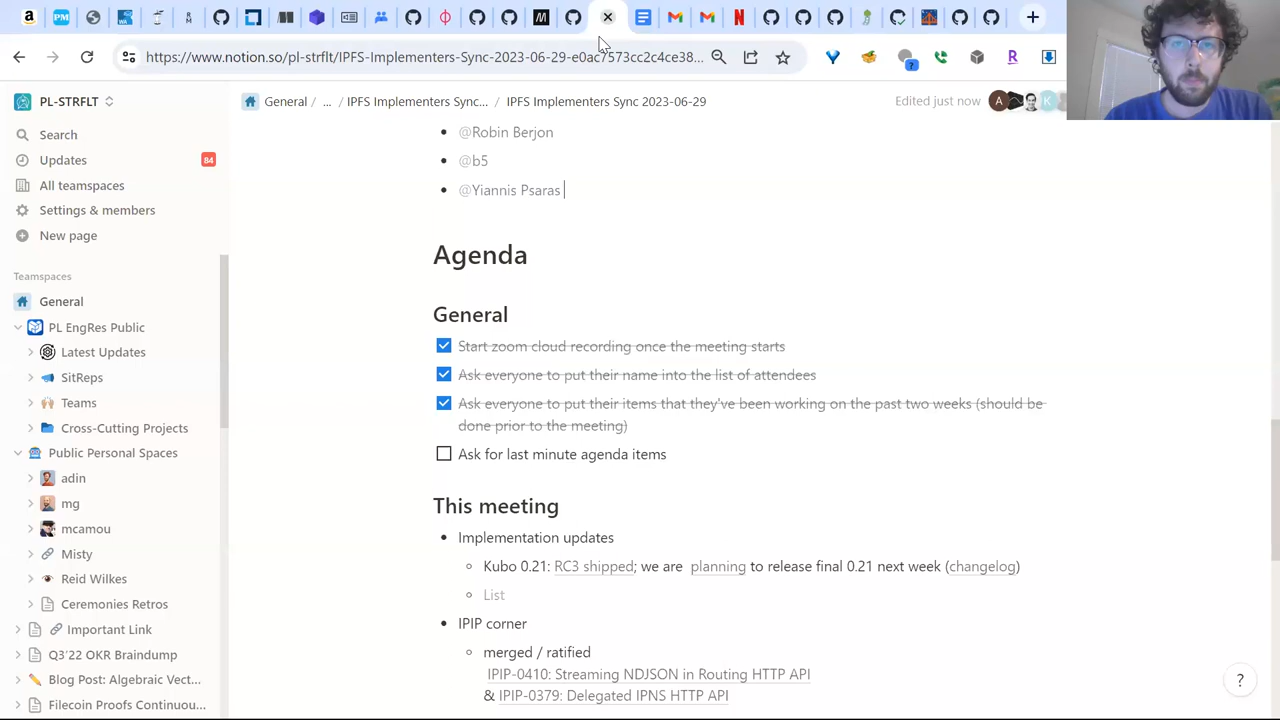 https://www.notion.so/pl-strflt/IPFS-Implementers-Sync-2023-06-29-e0ac7573cc2c4ce38...
PL-STRFLT
General / ... / IPFS Implementers Sync... / IPFS Implementers Sync 2023-06-29
Edited just now
A
K
Search
Updates
84
All teamspaces
Settings & members
New page
Teamspaces
General
PL EngRes Public
Latest Updates
SitReps
Teams
Cross-Cutting Projects
Public Personal Spaces
adin
mg
mcamou
Misty
Reid Wilkes
Ceremonies Retros
Important Link
Q3'22 OKR Braindump
Blog Post: Algebraic Vect...
Filecoin Proofs Continuou...
@Robin Berjon
@b5
@Yiannis Psaras
Agenda
General
Start zoom cloud recording once the meeting starts
Ask everyone to put their name into the list of attendees
Ask everyone to put their items that they've been working on the past two weeks (should be
done prior to the meeting)
Ask for last minute agenda items
This meeting
Implementation updates
Kubo 0.21: RC3 shipped; we are planning to release final 0.21 next week (changelog)
List
IPIP corner
merged / ratified
IPIP-0410: Streaming NDJSON in Routing HTTP API
& IPIP-0379: Delegated IPNS HTTP API
?